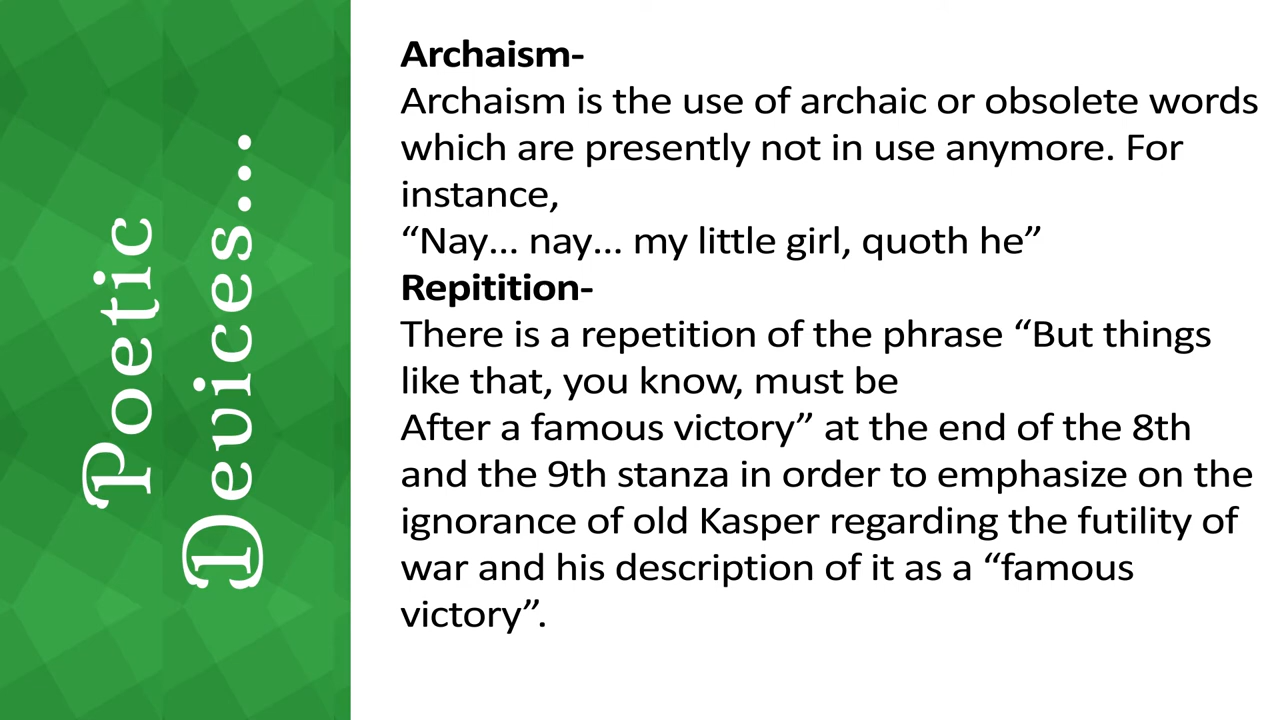 Poetic
Devices...
Archaism-
Archaism is the use of archaic or obsolete words
which are presently not in use anymore. For
instance,
“Nay... nay... my little girl, quoth he”
Repitition-
There is a repetition of the phrase “But things
like that, you know, must be
After a famous victory” at the end of the 8th
and the 9th stanza in order to emphasize on the
ignorance of old Kasper regarding the futility of
war and his description of it as a “famous
victory”.